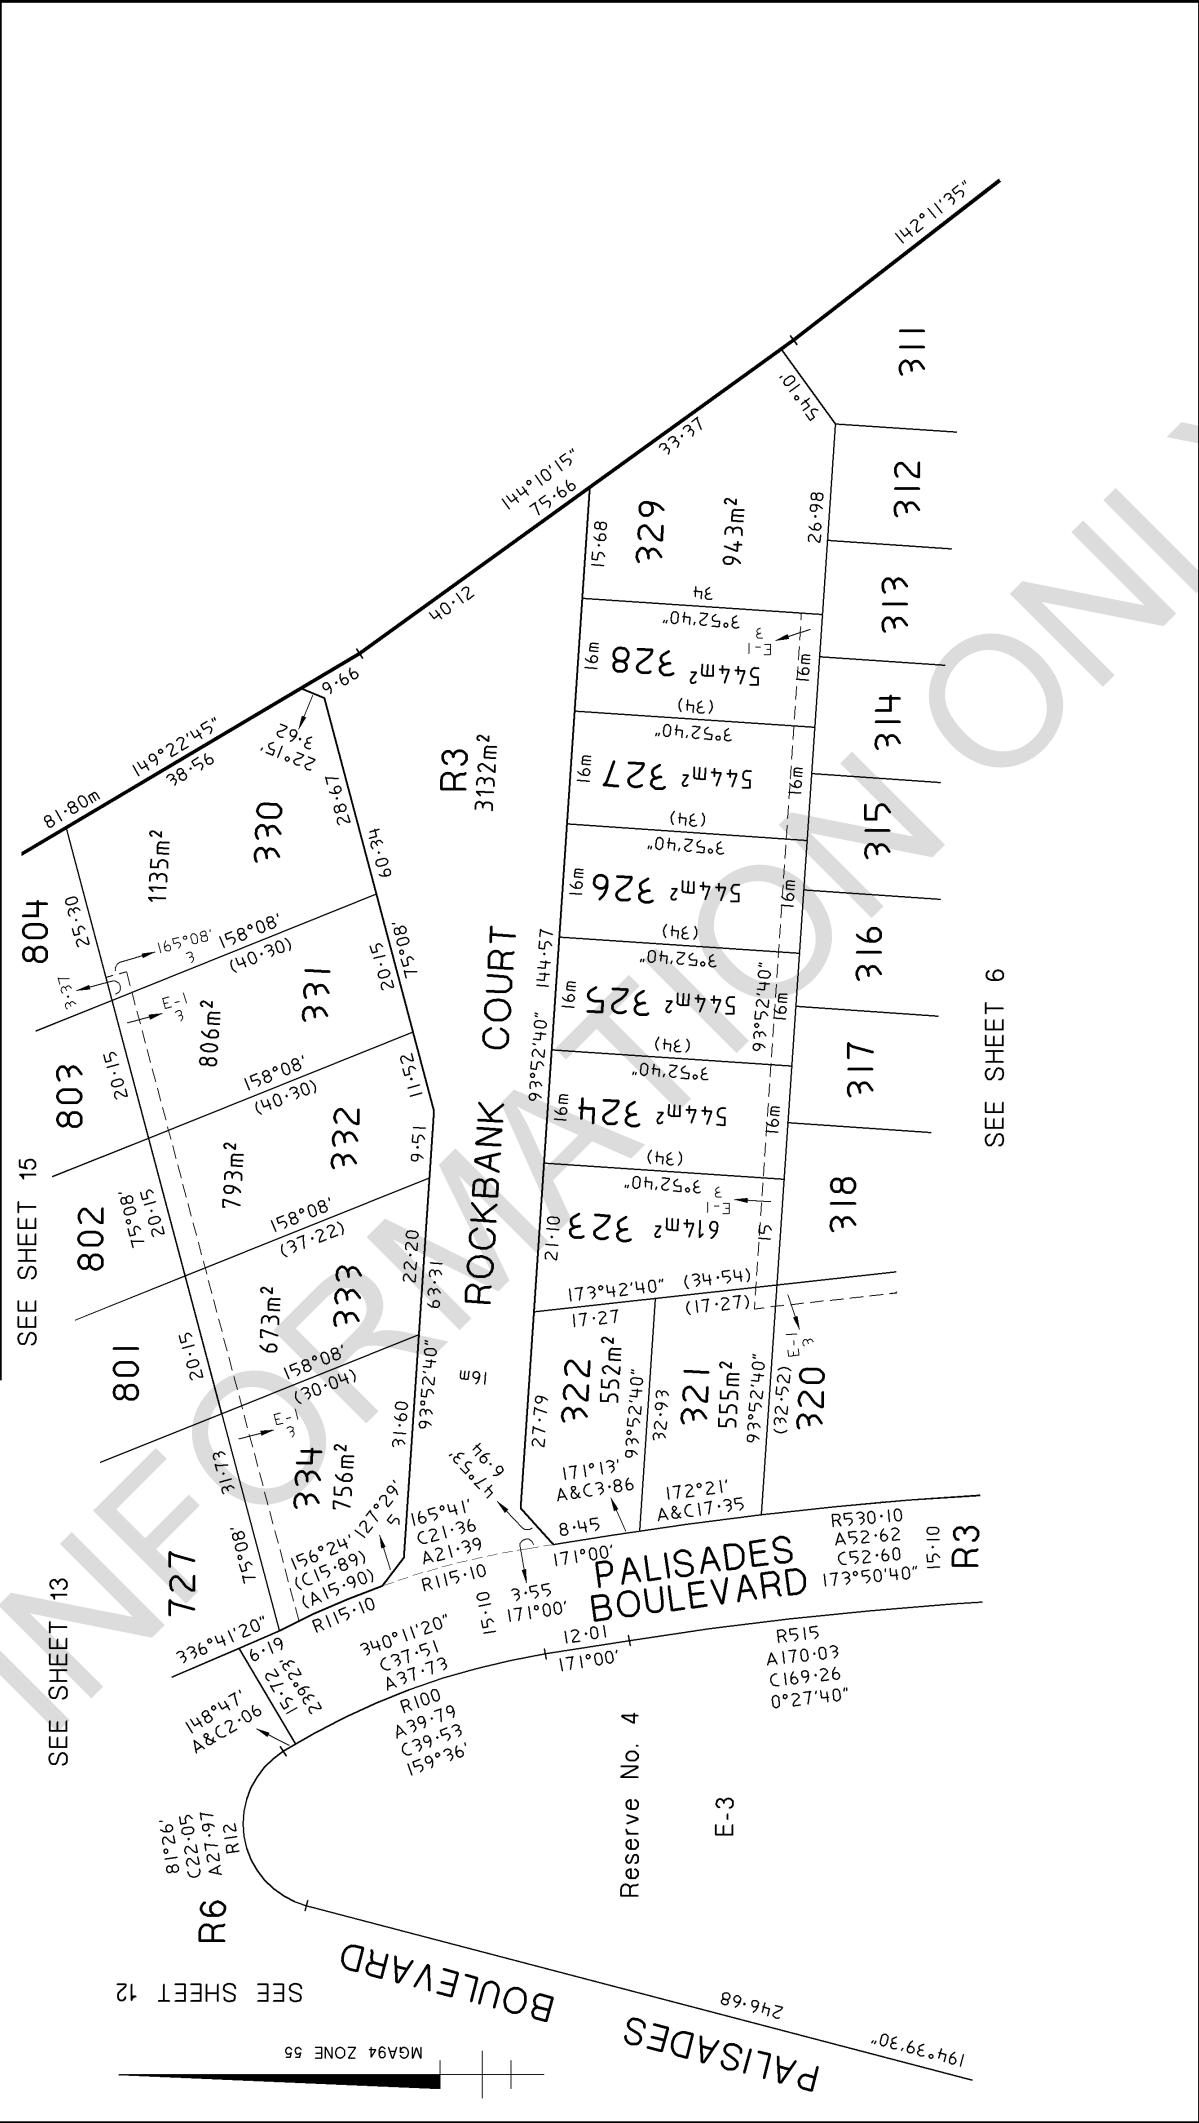 SEE SHEET 15
SEE SHEET 13
SEE SHEET 12
SEE SHEET 6
MGA94 ZONE 55
INFORMATION ONL
804
803
802
801
727
81·80m
149°22'45"
38·56
9·66
144°10'15"
75·66
40·12
33·37
142°11'35"
54°10'
25·30
3·37
165°08'
3
20·15
75°08'
20·15
20·15
31·73
75°08'
330
1135m²
22°15'
3·62
28·67
60·34
158°08'
(40·30)
331
806m²
E-1
3
20·15
75°08'
158°08'
(40·30)
332
793m²
11·52
9·51
158°08'
(37·22)
333
673m²
22·20
63·31
158°08'
(30·04)
334
756m²
E-1
3
31·60
93°52'40"
127°29'
5
156°24'
(C15·89)
(A15·90)
R115·10
165°41'
C21·36
A21·39
R115·10
R3
3132m²
ROCKBANK COURT
16m
93°52'40" 144·57
329
943m²
15·68
34
26·98
328
544m²
16m
3°52'40"
(34)
E-1
3
16m
327
544m²
16m
3°52'40"
(34)
16m
326
544m²
16m
3°52'40"
(34)
16m
325
544m²
16m
3°52'40"
(34)
93°52'40"
16m
324
544m²
16m
3°52'40"
(34)
16m
323
614m²
21·10
3°52'40"
E-1
3
15
173°42'40" (34·54)
17·27
(17·27)
322
552m²
27·79
93°52'40"
171°13'
A&C3·86
8·45
171°00'
47°53'
6·94
321
555m²
32·93
93°52'40"
(32·52)
172°21'
A&C17·35
320
E-1
3
311
312
313
314
315
316
317
318
PALISADES
BOULEVARD
R530·10
A52·62
C52·60
173°50'40"
15·10
R3
3·55
171°00'
15·10
12·01
171°00'
R515
A170·03
C169·26
0°27'40"
336°41'20"
6·19
15·72
239°23'
340°11'20"
C37·51
A37·73
R100
A39·79
C39·53
159°36'
148°47'
A&C2·06
81°26'
C22·05
A27·97
R12
R6
Reserve No. 4
E-3
PALISADES BOULEVARD
246·68
194°39'30"